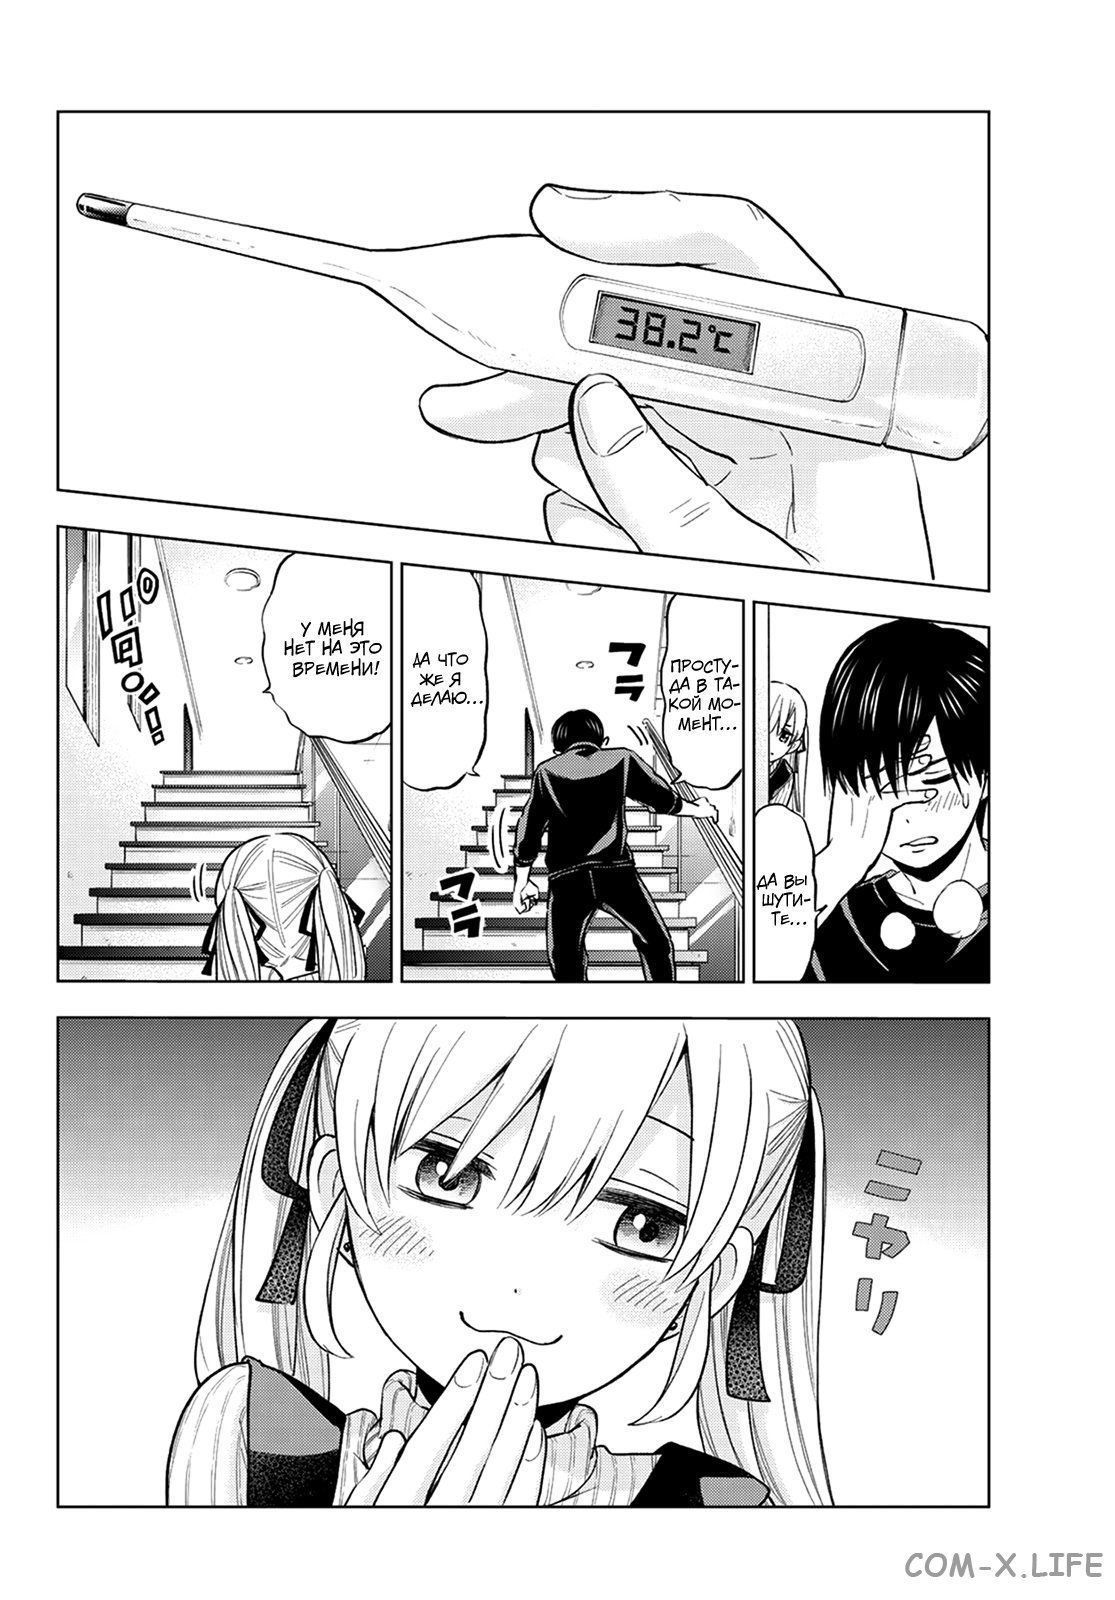 38.2°C
ДА ВЫ
ШУТИ-
ТЕ...
ПРОСТУ-
ДА В ТА-
КОЙ МО-
МЕНТ...
フラ
フラ
ДА ЧТО
ЖЕ Я
ДЕЛАЮ...
У МЕНЯ
НЕТ НА ЭТО
ВРЕМЕНИ!
ニヤリ
COM-X.LIFE